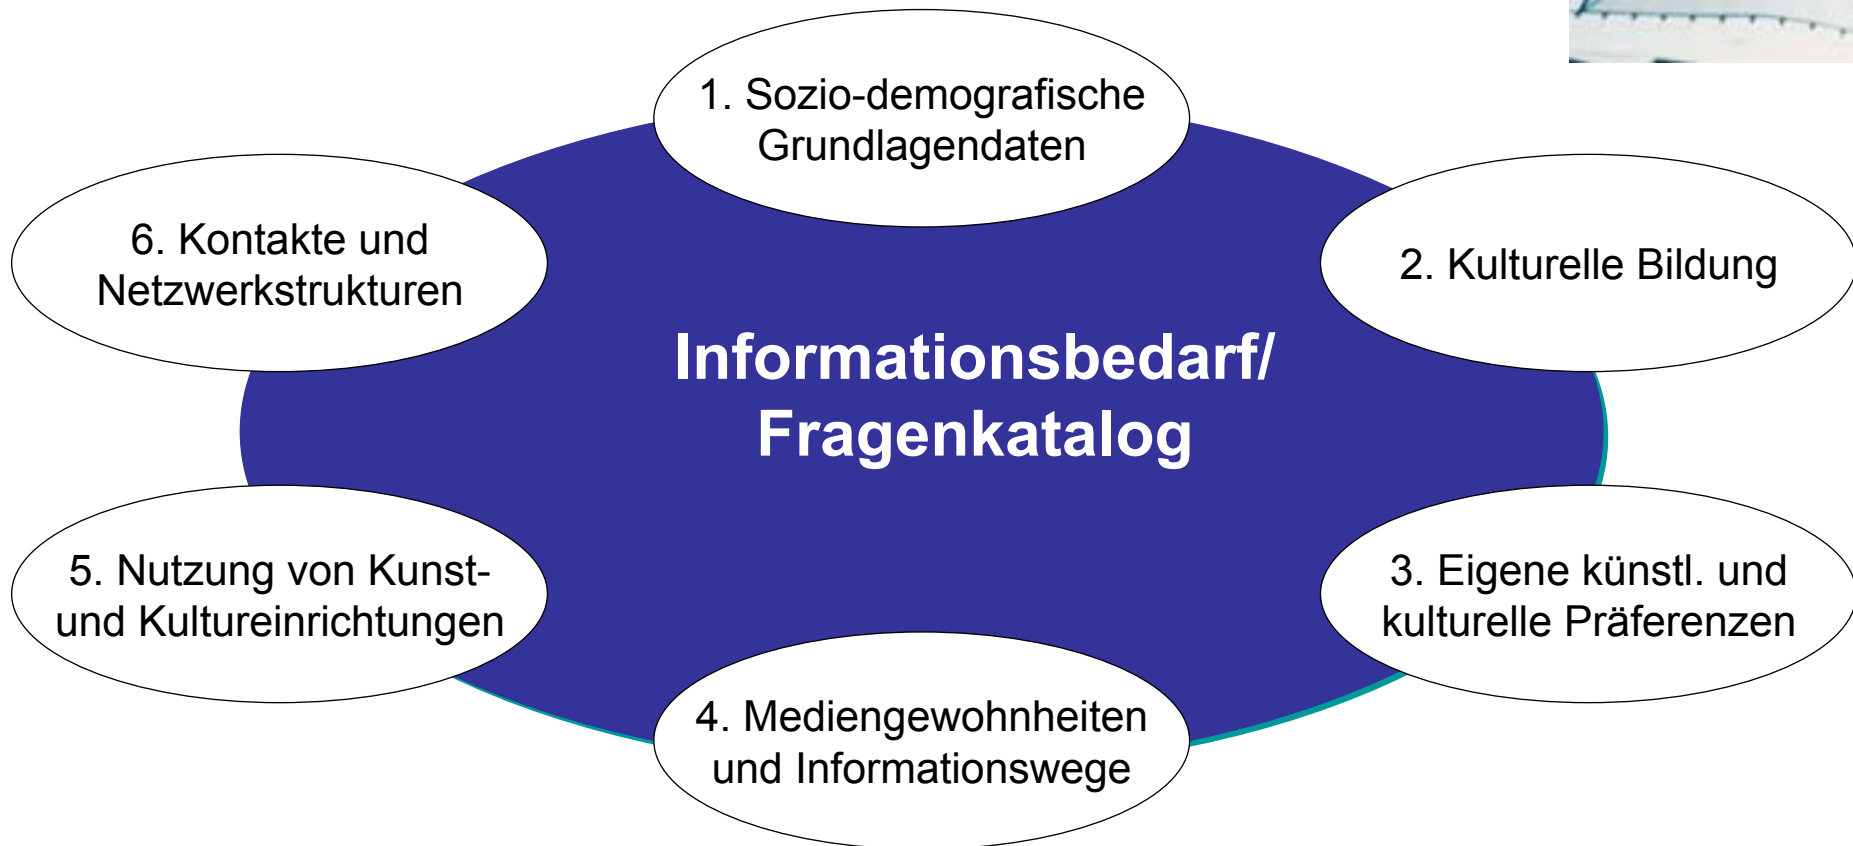 1. Sozio-demografische
Grundlagendaten
2. Kulturelle Bildung
3. Eigene künstl. und
kulturelle Präferenzen
4. Mediengewohnheiten
und Informationswege
5. Nutzung von Kunst-
und Kultureinrichtungen
6. Kontakte und
Netzwerkstrukturen
Informationsbedarf/
Fragenkatalog